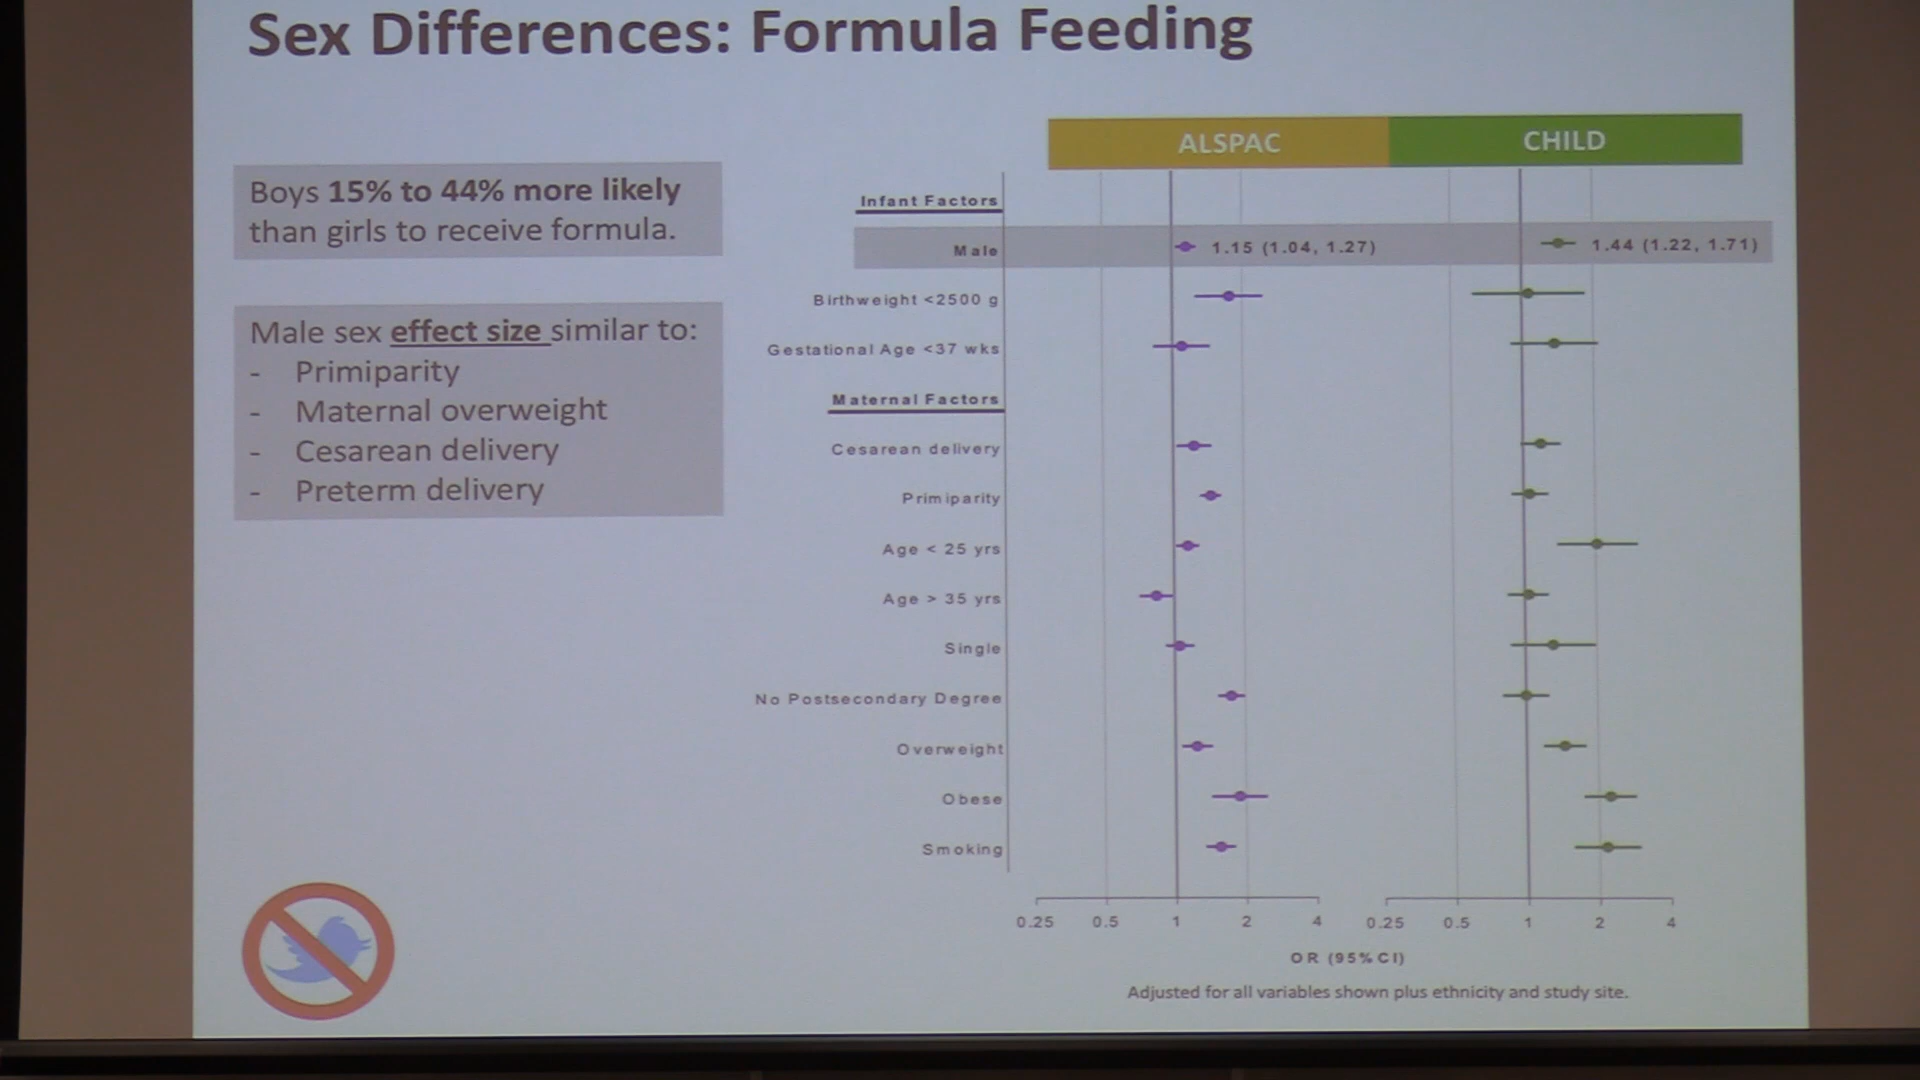 Sex Differences: Formula Feeding
Boys 15% to 44% more likely
than girls to receive formula.
Male sex effect size similar to:
- Primiparity
- Maternal overweight
- Cesarean delivery
- Preterm delivery
ALSPAC CHILD
Infant Factors
Male 1.15 (1.04, 1.27) 1.44 (1.22, 1.71)
Birthweight <2500 g
Gestational Age <37 wks
Maternal Factors
Cesarean delivery
Primiparity
Age < 25 yrs
Age > 35 yrs
Single
No Postsecondary Degree
Overweight
Obese
Smoking
0.25 0.5 1 2 4 0.25 0.5 1 2 4
OR (95%CI)
Adjusted for all variables shown plus ethnicity and study site.